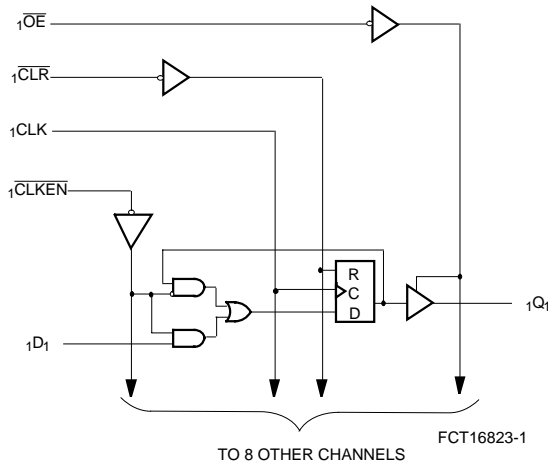 1OE
1CLR
1CLK
1CLKEN
R
C
D
1D1
1Q1
FCT16823-1
TO 8 OTHER CHANNELS